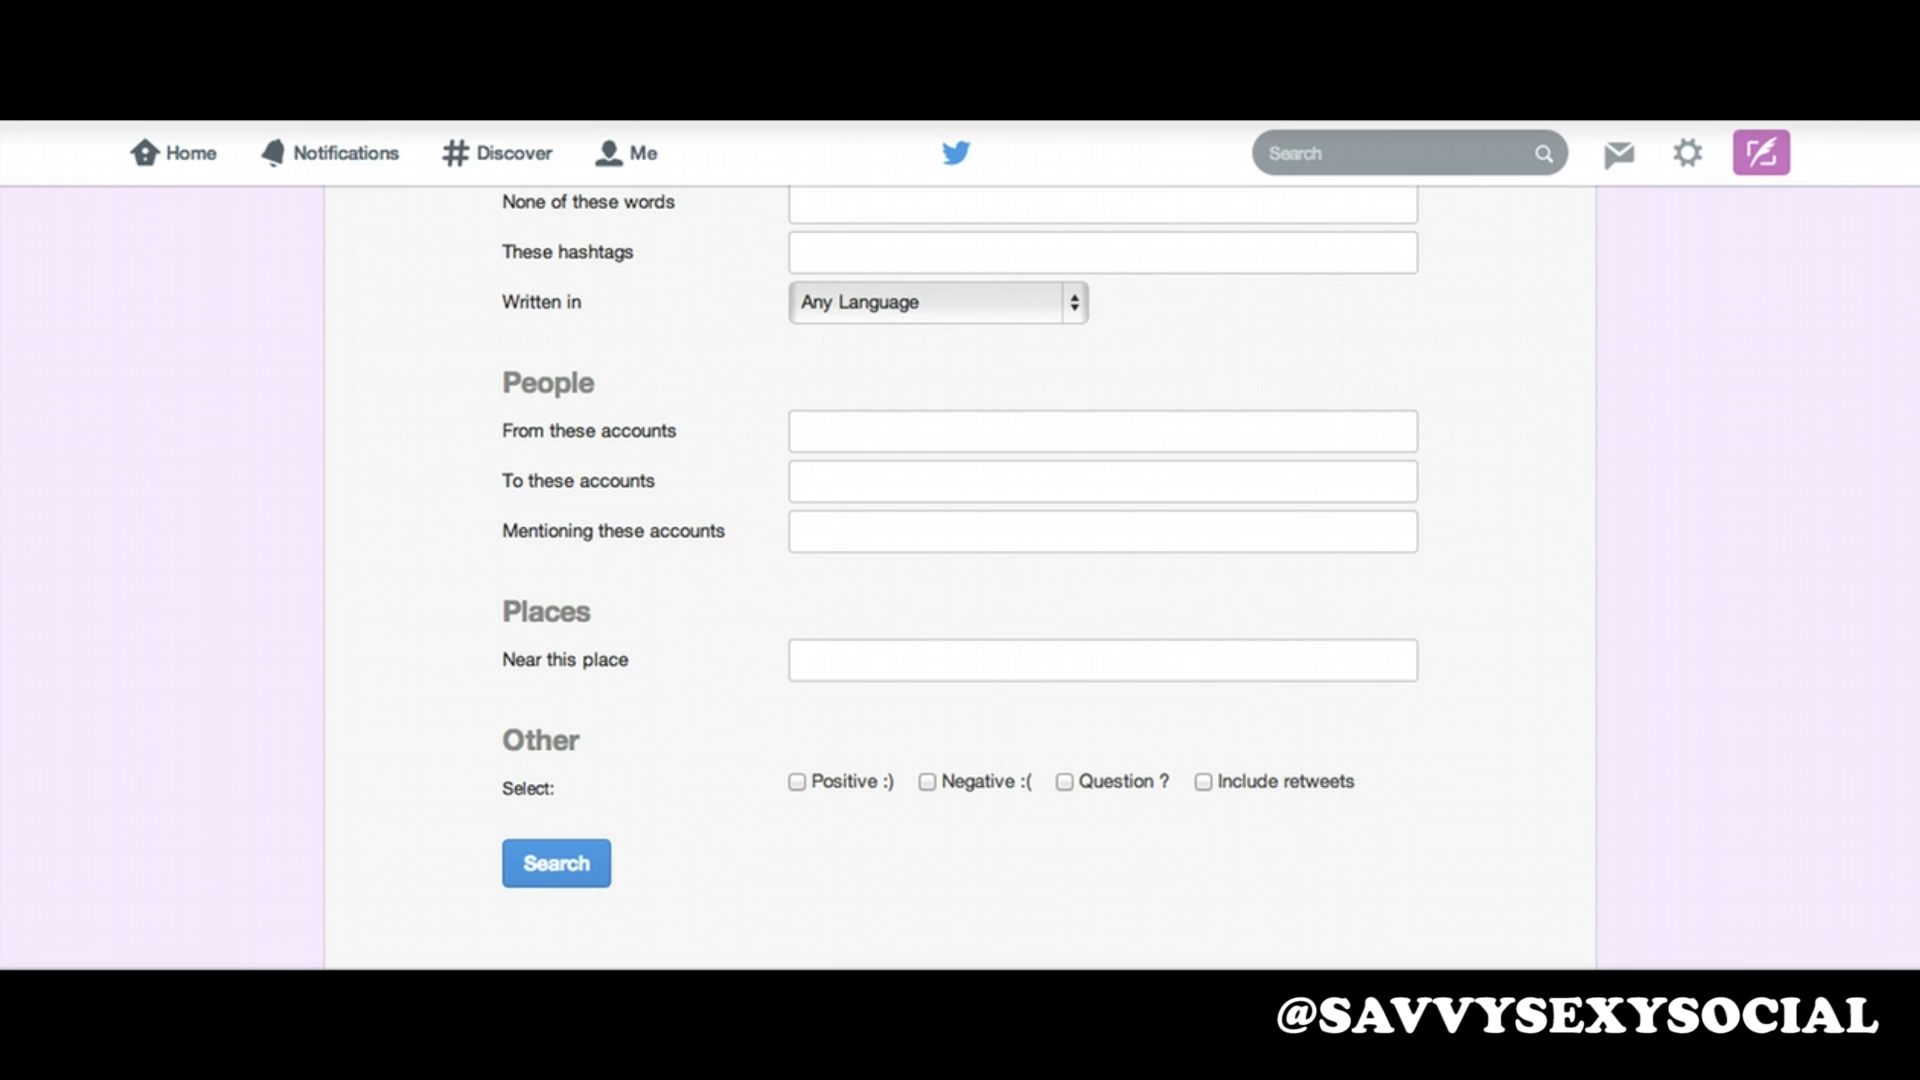 Home Notifications Discover Me Search
None of these words
These hashtags
Written in Any Language
People
From these accounts
To these accounts
Mentioning these accounts
Places
Near this place
Other
Select: Positive :) Negative :( Question ? Include retweets
Search
@SAVVYSEXYSOCIAL